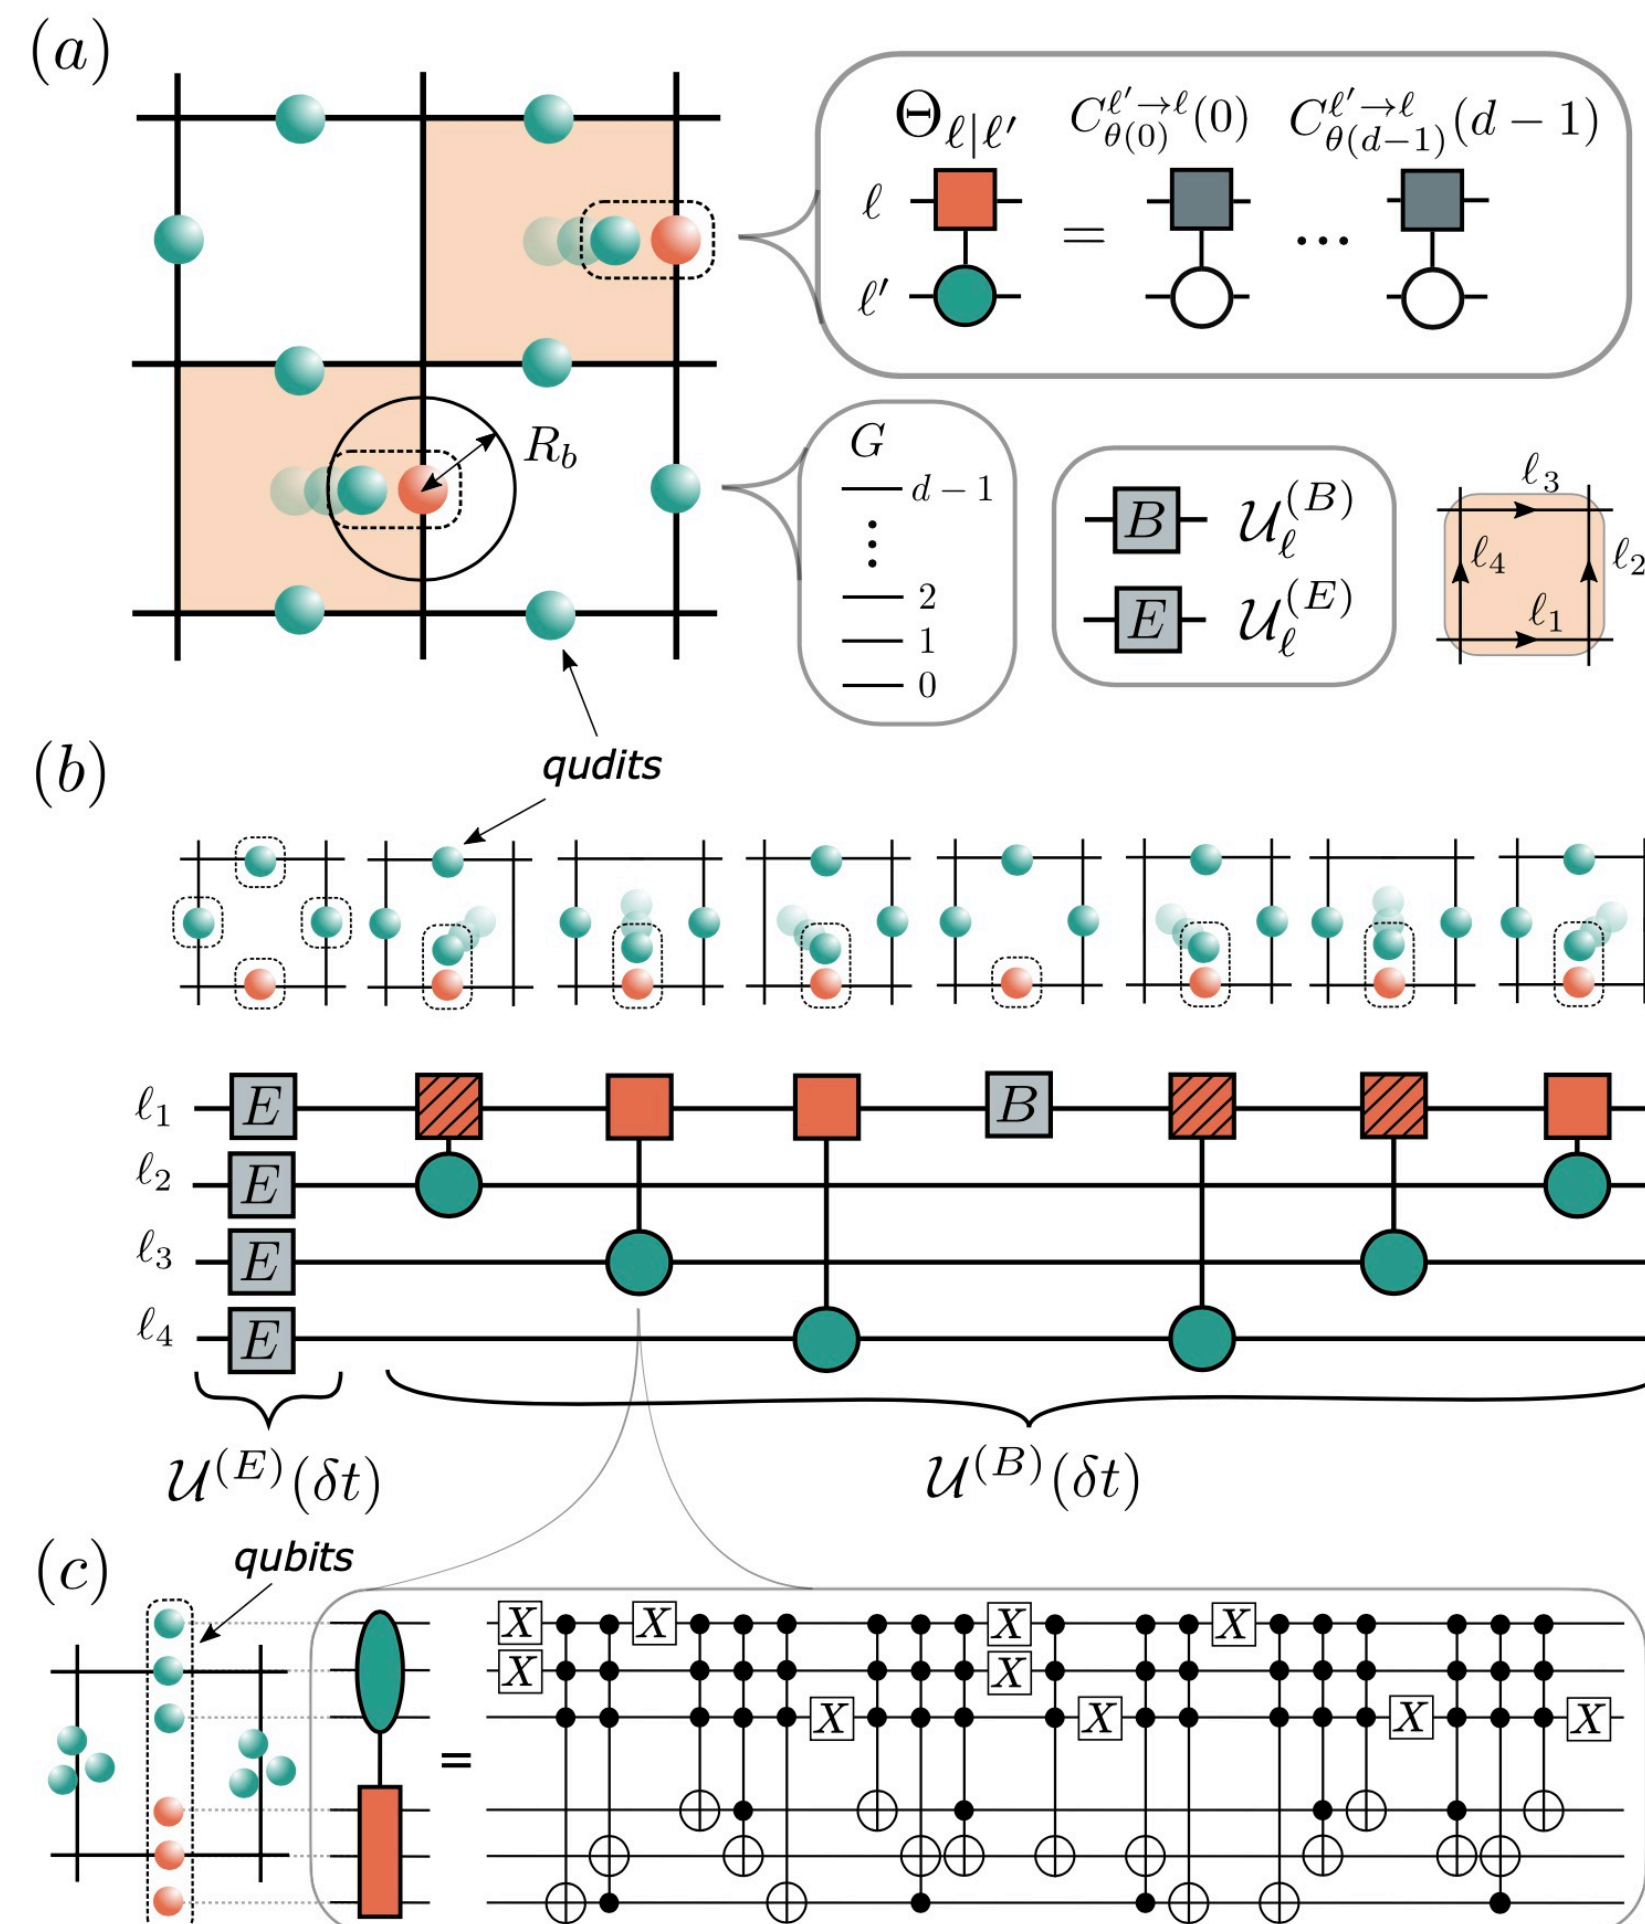 (a)
Θ_{ℓ|ℓ′} C^{ℓ′→ℓ}_{θ(0)}(0) C^{ℓ′→ℓ}_{θ(d−1)}(d − 1)
ℓ
= ...
ℓ′
R_b
G
d − 1
2
1
0
B 𝒰_ℓ^{(B)}
E 𝒰_ℓ^{(E)}
ℓ_3
ℓ_4 ℓ_2
ℓ_1
qudits
(b)
ℓ_1 E B
ℓ_2 E
ℓ_3 E
ℓ_4 E
𝒰^{(E)}(δt) 𝒰^{(B)}(δt)
(c)
qubits
X X X X
X X
X X X X
=